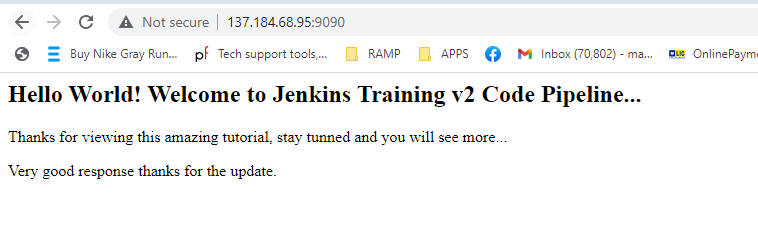 Not secure 137.184.68.95:9090
Buy Nike Gray Run... pf Tech support tools,... RAMP APPS Inbox (70,802) - ma... LIC OnlinePayme
Hello World! Welcome to Jenkins Training v2 Code Pipeline...
Thanks for viewing this amazing tutorial, stay tunned and you will see more...
Very good response thanks for the update.